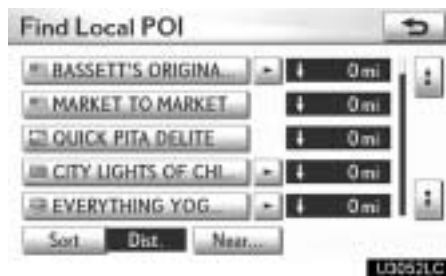 Find Local POI
BASSETT'S ORIGINA... 0 mi
MARKET TO MARKET 0 mi
QUICK PITA DELITE 0 mi
CITY LIGHTS OF CHI... 0 mi
EVERYTHING YOG... 0 mi
Sort Dist. Near...
U3052LC